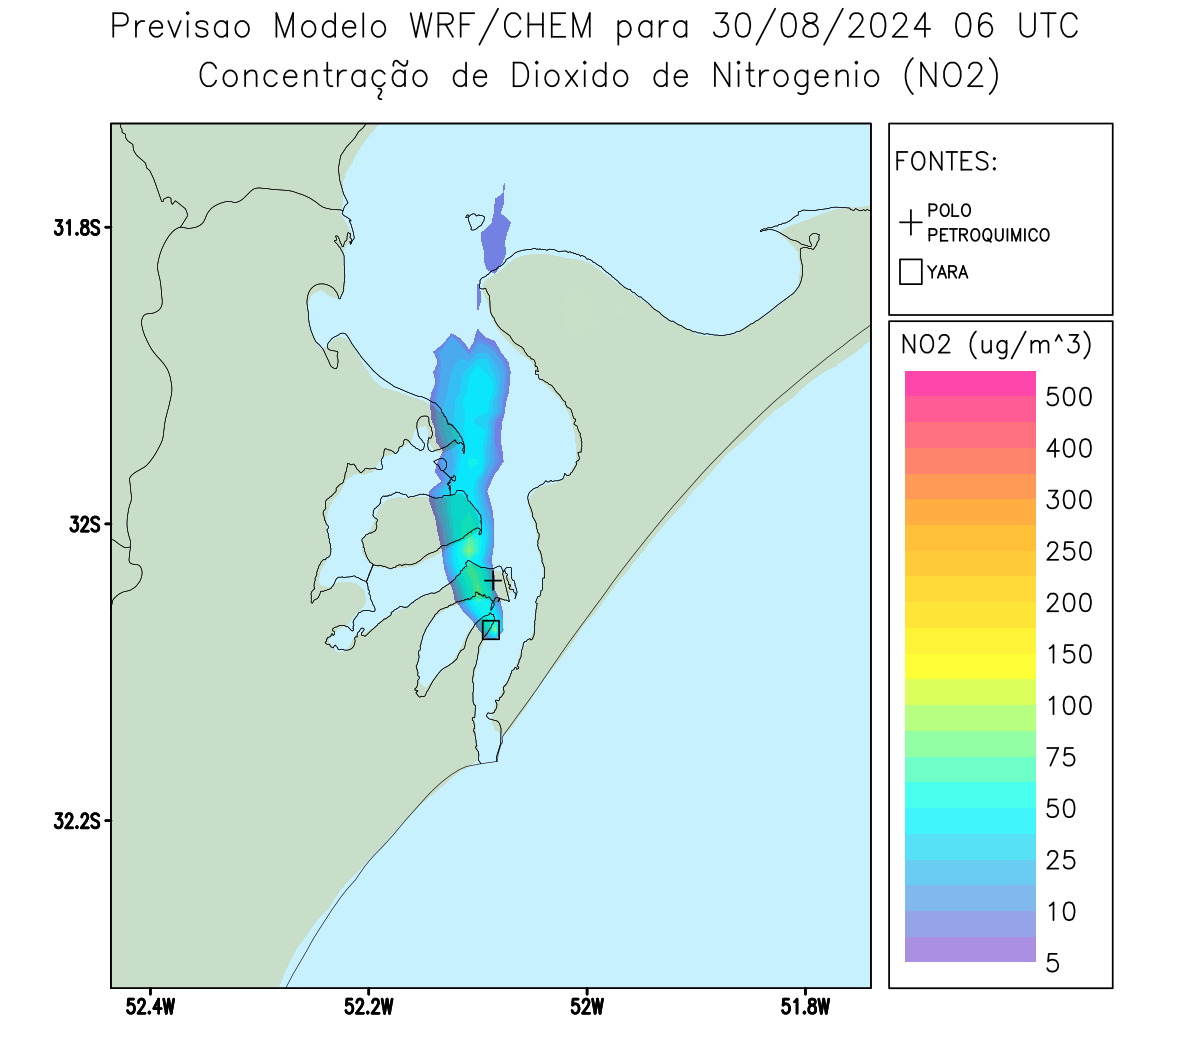 Previsao Modelo WRF/CHEM para 30/08/2024 06 UTC
Concentração de Dioxido de Nitrogenio (NO2)
FONTES:
POLO
PETROQUIMICO
YARA
NO2 (ug/m^3)
500
400
300
250
200
150
100
75
50
25
10
5
31.8S
32S
32.2S
52.4W
52.2W
52W
51.8W